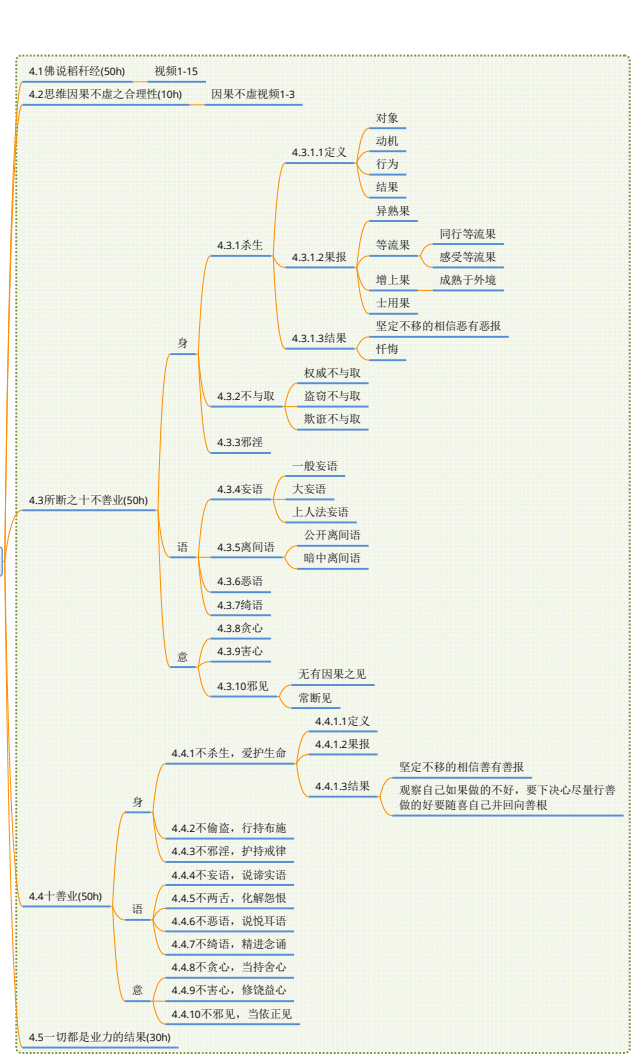 4.1佛说稻秆经(50h)
视频1-15
4.2思维因果不虚之合理性(10h)
因果不虚视频1-3
4.3所断之十不善业(50h)
身
4.3.1杀生
4.3.1.1定义
对象
动机
行为
结果
4.3.1.2果报
异熟果
等流果
同行等流果
感受等流果
增上果
成熟于外境
士用果
4.3.1.3结果
坚定不移的相信恶有恶报
忏悔
4.3.2不与取
权威不与取
盗窃不与取
欺诳不与取
4.3.3邪淫
语
4.3.4妄语
一般妄语
大妄语
上人法妄语
4.3.5离间语
公开离间语
暗中离间语
4.3.6恶语
4.3.7绮语
意
4.3.8贪心
4.3.9害心
4.3.10邪见
无有因果之见
常断见
4.4十善业(50h)
身
4.4.1不杀生，爱护生命
4.4.1.1定义
4.4.1.2果报
4.4.1.3结果
坚定不移的相信善有善报
观察自己如果做的不好，要下决心尽量行善
做的好要随喜自己并回向善根
4.4.2不偷盗，行持布施
4.4.3不邪淫，护持戒律
语
4.4.4不妄语，说谛实语
4.4.5不两舌，化解怨恨
4.4.6不恶语，说悦耳语
4.4.7不绮语，精进念诵
意
4.4.8不贪心，当持舍心
4.4.9不害心，修饶益心
4.4.10不邪见，当依正见
4.5一切都是业力的结果(30h)